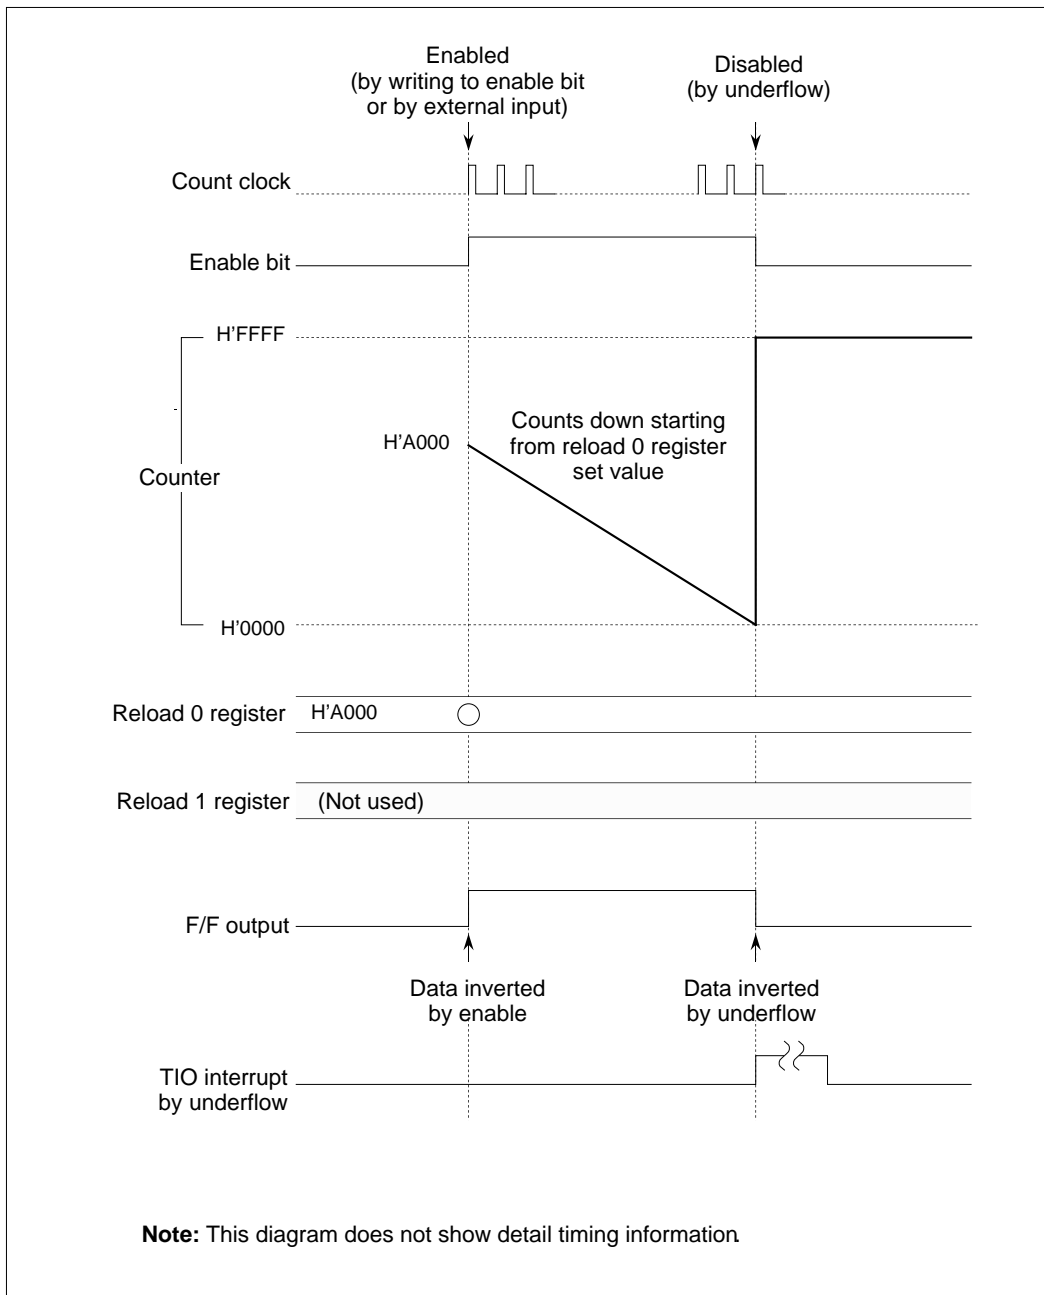 Enabled
(by writing to enable bit
or by external input)
Disabled
(by underflow)
Count clock
Enable bit
H'FFFF
Counts down starting
from reload 0 register
set value
H'A000
Counter
H'0000
Reload 0 register
H'A000
Reload 1 register
(Not used)
F/F output
Data inverted
by enable
Data inverted
by underflow
TIO interrupt
by underflow
Note: This diagram does not show detail timing information.